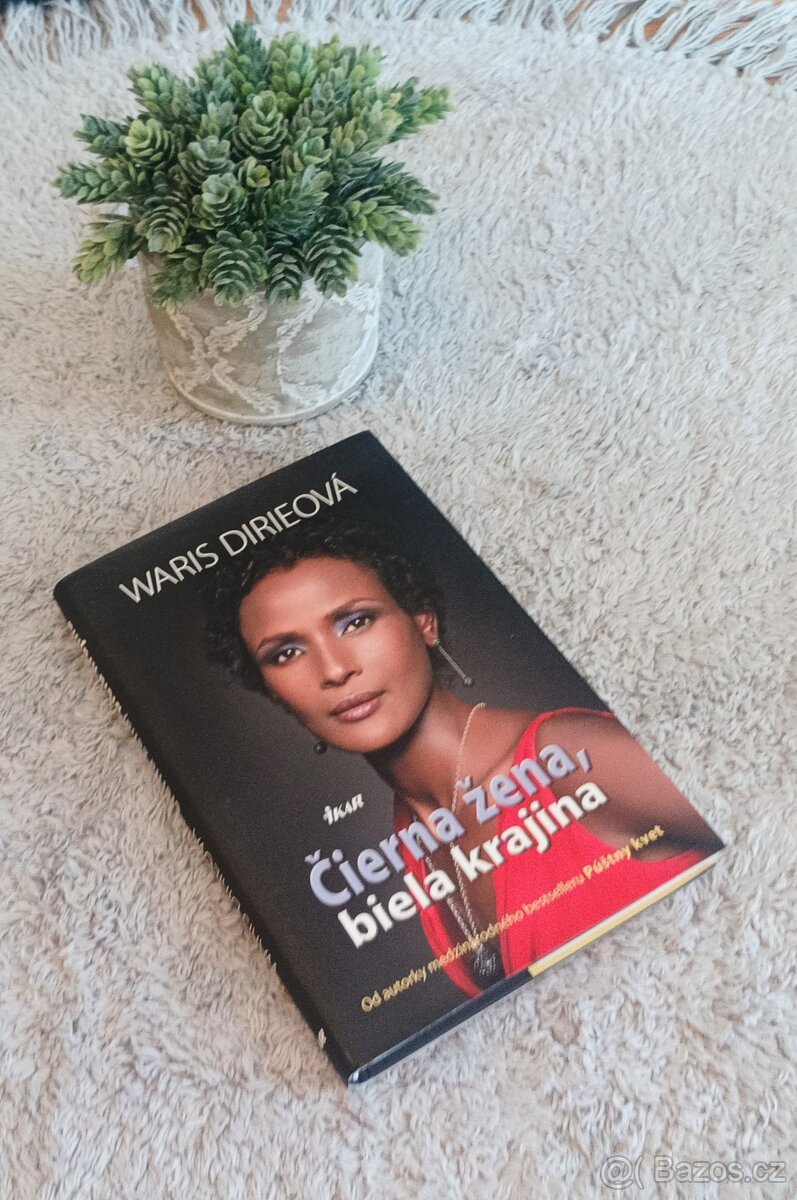 WARIS DIRIEOVÁ
iKAR
Čierna žena,
biela krajina
Od autorky medzinárodného bestselleru Púštny kvet
@( Bazos.cz